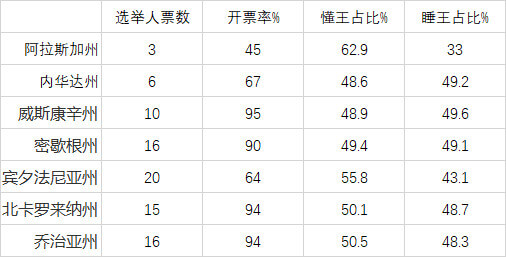 选举人票数 开票率% 懂王占比% 睡王占比%
阿拉斯加州 3 45 62.9 33
内华达州 6 67 48.6 49.2
威斯康辛州 10 95 48.9 49.6
密歇根州 16 90 49.4 49.1
宾夕法尼亚州 20 64 55.8 43.1
北卡罗来纳州 15 94 50.1 48.7
乔治亚州 16 94 50.5 48.3